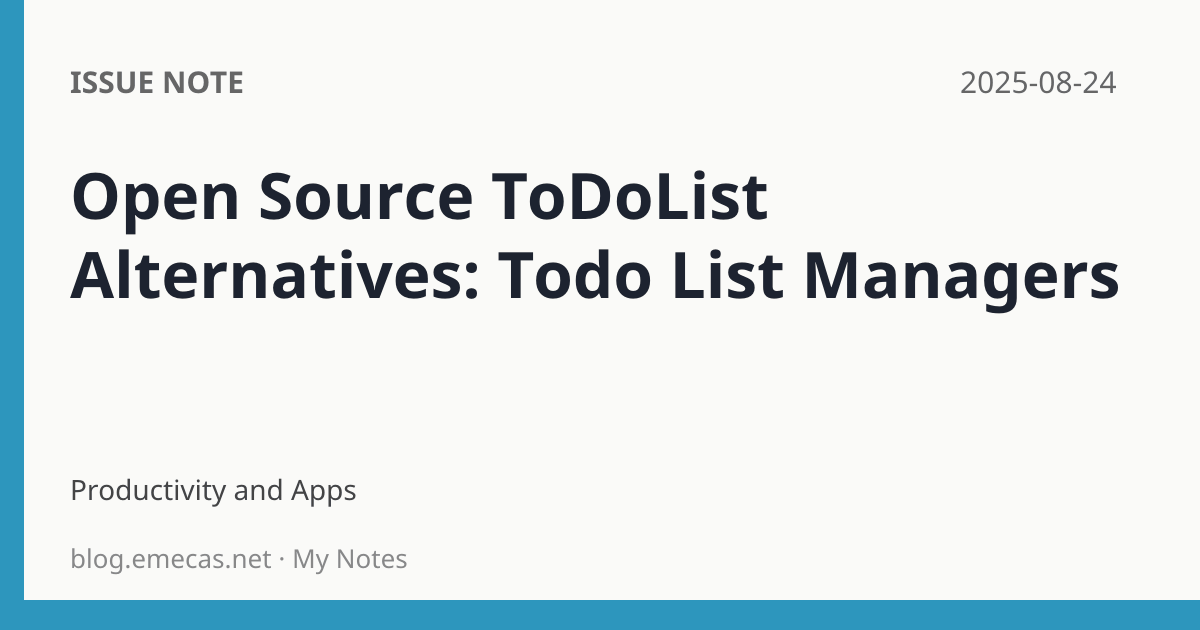 ISSUE NOTE
2025-08-24
Open Source ToDoList
Alternatives: Todo List Managers
Productivity and Apps
blog.emecas.net · My Notes